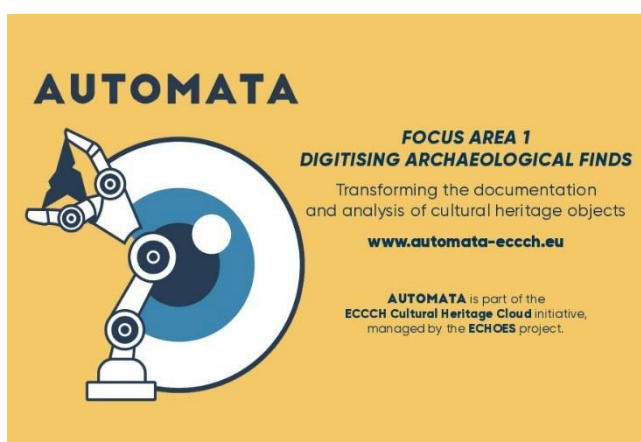 AUTOMATA
FOCUS AREA 1
DIGITISING ARCHAEOLOGICAL FINDS
Transforming the documentation
and analysis of cultural heritage objects
www.automata-eccch.eu
AUTOMATA is part of the
ECCCH Cultural Heritage Cloud initiative,
managed by the ECHOES project.